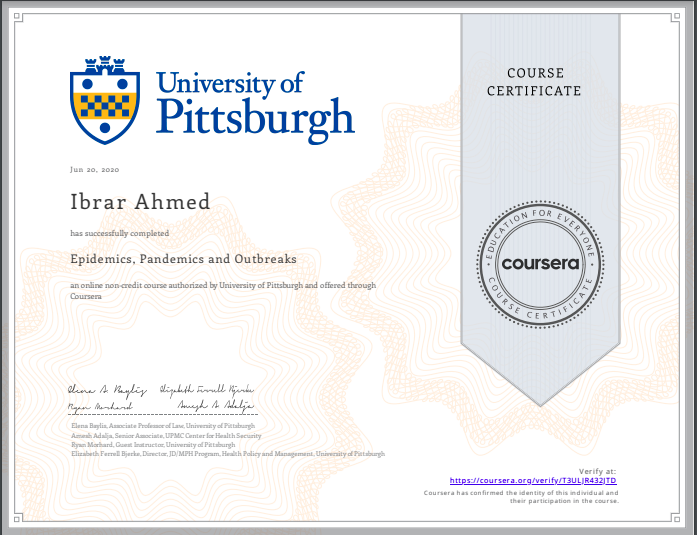 University of
Pittsburgh
COURSE
CERTIFICATE
Jun 20, 2020
Ibrar Ahmed
has successfully completed
Epidemics, Pandemics and Outbreaks
an online non-credit course authorized by University of Pittsburgh and offered through
Coursera
EDUCATION FOR EVERYONE
coursera
COURSE CERTIFICATE
Elena A. Baylis Elizabeth Ferrell Bjerke
Ryan Morhard Amesh A Adalja
Elena Baylis, Associate Professor of Law, University of Pittsburgh
Amesh Adalja, Senior Associate, UPMC Center for Health Security
Ryan Morhard, Guest Instructor, University of Pittsburgh
Elizabeth Ferrell Bjerke, Director, JD/MPH Program, Health Policy and Management, University of Pittsburgh
Verify at:
https://coursera.org/verify/T3ULJR432JTD
Coursera has confirmed the identity of this individual and
their participation in the course.